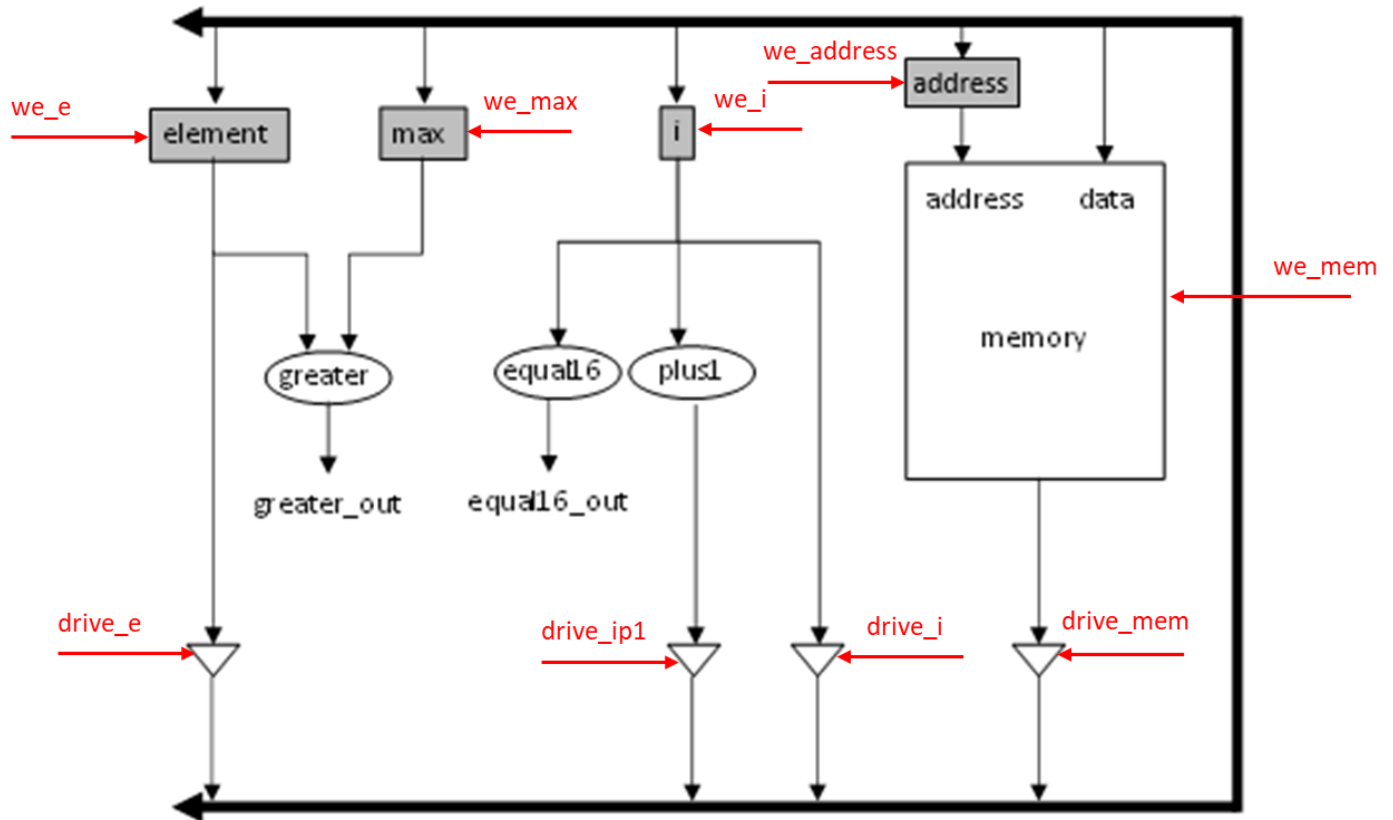 we_address
address
we_e
element
we_max
max
we_i
i
address
data
we_mem
memory
greater
equal16
plus1
greater_out
equal16_out
drive_e
drive_ip1
drive_i
drive_mem